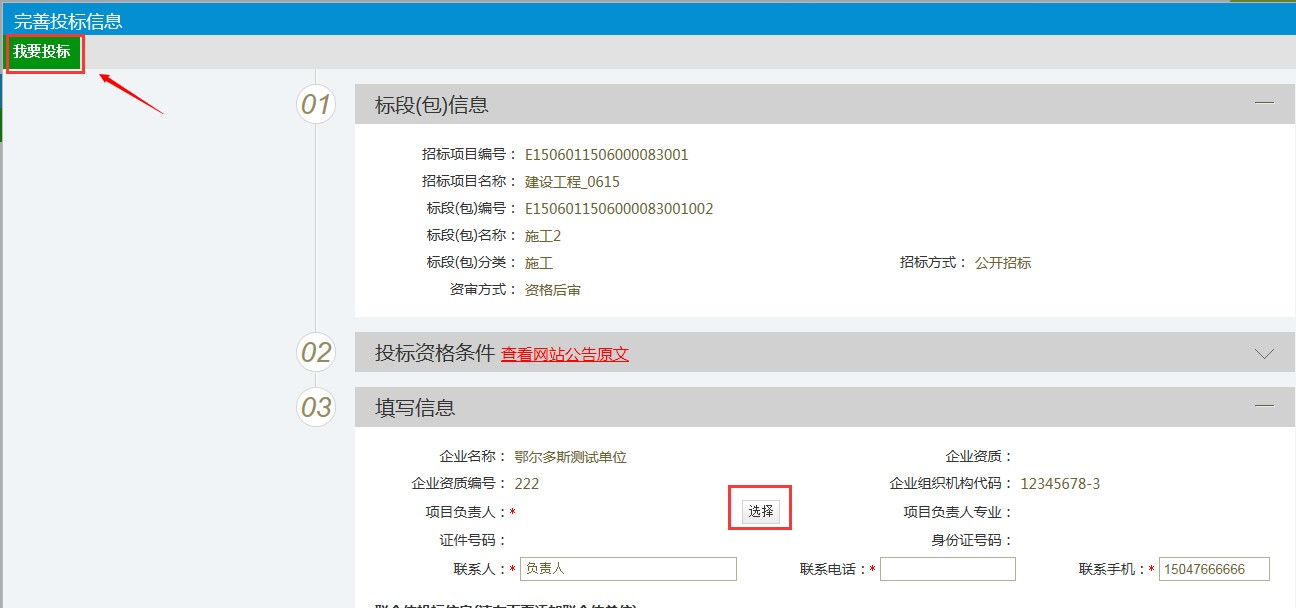 完善投标信息
我要投标
01 标段(包)信息
招标项目编号： E1506011506000083001
招标项目名称： 建设工程_0615
标段(包)编号： E1506011506000083001002
标段(包)名称： 施工2
标段(包)分类： 施工 招标方式： 公开招标
资审方式： 资格后审
02 投标资格条件 查看网站公告原文
03 填写信息
企业名称： 鄂尔多斯测试单位 企业资质：
企业资质编号： 222 企业组织机构代码： 12345678-3
项目负责人：* 选择 项目负责人专业：
证件号码： 身份证号码：
联系人：* 负责人 联系电话：* 联系手机：* 15047666666